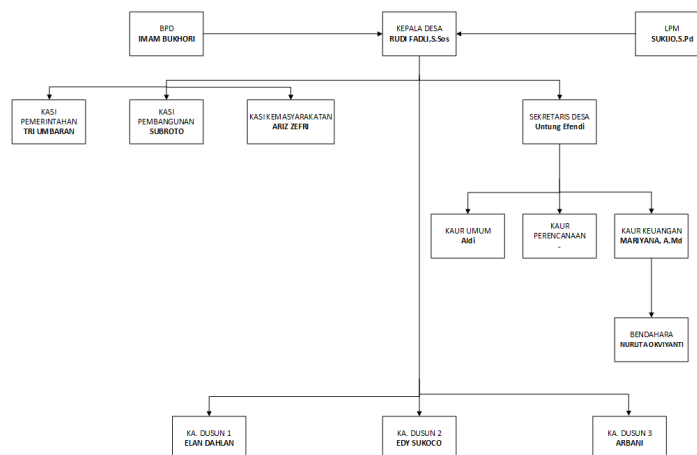 BPD
IMAM BUKHORI
KEPALA DESA
RUDI FADLI,S.Sos
LPM
SUKIJO,S.Pd
KASI
PEMERINTAHAN
TRI UMBARAN
KASI
PEMBANGUNAN
SUBROTO
KASI KEMASYARAKATAN
ARIZ ZEFRI
SEKRETARIS DESA
Untung Efendi
KAUR UMUM
Aldi
KAUR
PERENCANAAN
-
KAUR KEUANGAN
MARIYANA, A.Md
BENDAHARA
NURLITA OKVIYANTI
KA. DUSUN 1
ELAN DAHLAN
KA. DUSUN 2
EDY SUKOCO
KA. DUSUN 3
ARBANI